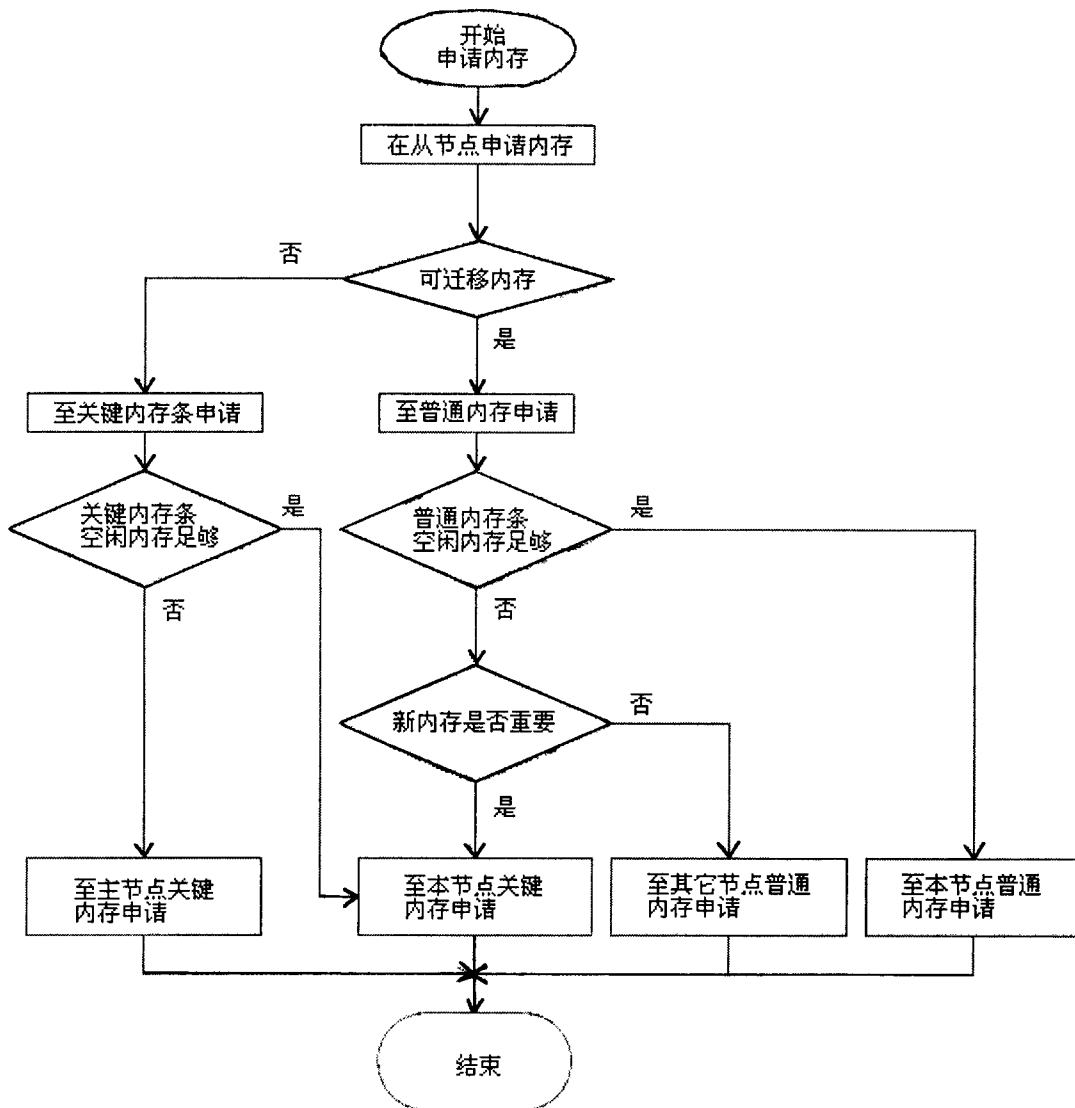 开始
申请内存
在从节点申请内存
否
可迁移内存
是
至关键内存条申请
至普通内存申请
关键内存条
空闲内存足够
是
普通内存条
空闲内存足够
是
否
否
新内存是否重要
否
是
至主节点关键
内存申请
至本节点关键
内存申请
至其它节点普通
内存申请
至本节点普通
内存申请
结束